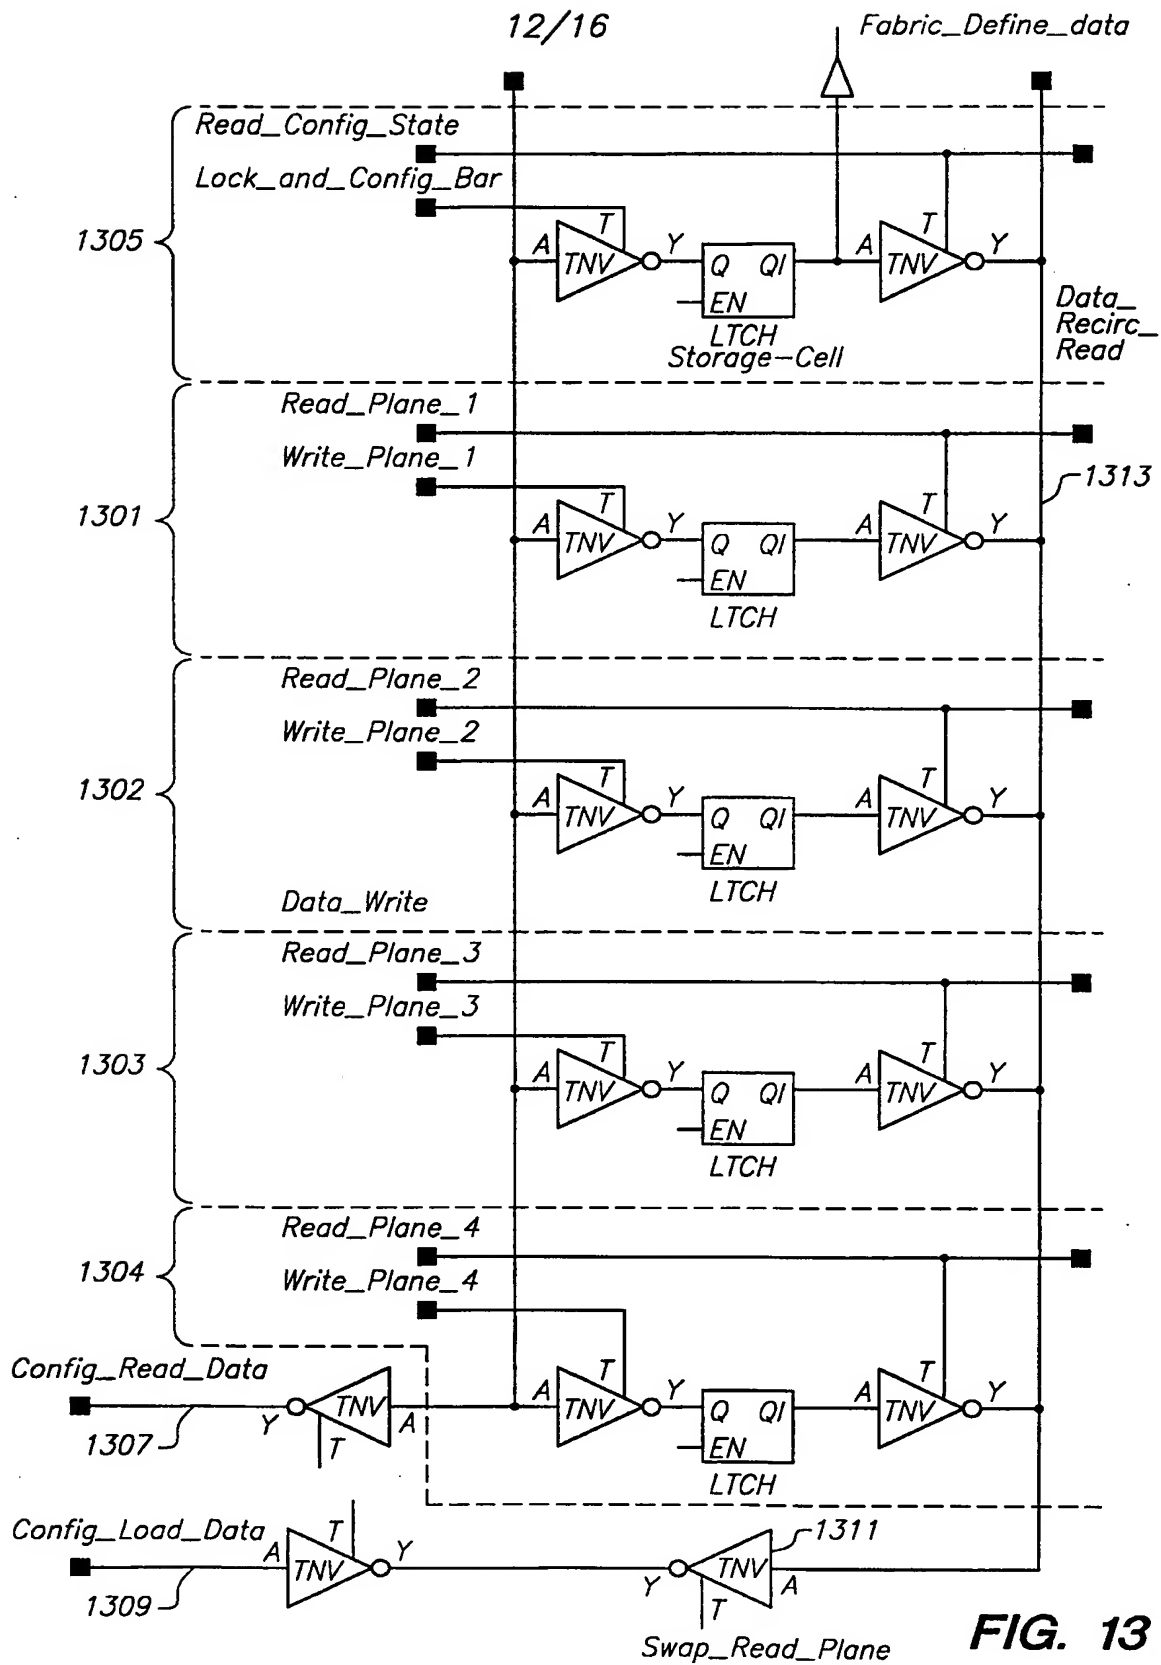 12/16
Fabric_Define_data
Read_Config_State
Lock_and_Config_Bar
1305
T
T
A TNV Y
Q QI
EN
LTCH
Storage-Cell
A TNV Y
Data_
Recirc_
Read
Read_Plane_1
Write_Plane_1
1313
1301
T
T
A TNV Y
Q QI
EN
LTCH
A TNV Y
Read_Plane_2
Write_Plane_2
1302
T
T
A TNV Y
Q QI
EN
LTCH
A TNV Y
Data_Write
Read_Plane_3
Write_Plane_3
1303
T
T
A TNV Y
Q QI
EN
LTCH
A TNV Y
Read_Plane_4
1304
Write_Plane_4
T
T
Config_Read_Data
Y TNV A
T
1307
A TNV Y
Q QI
EN
LTCH
A TNV Y
Config_Load_Data
T
A TNV Y
1309
1311
Y TNV A
T
Swap_Read_Plane
FIG. 13